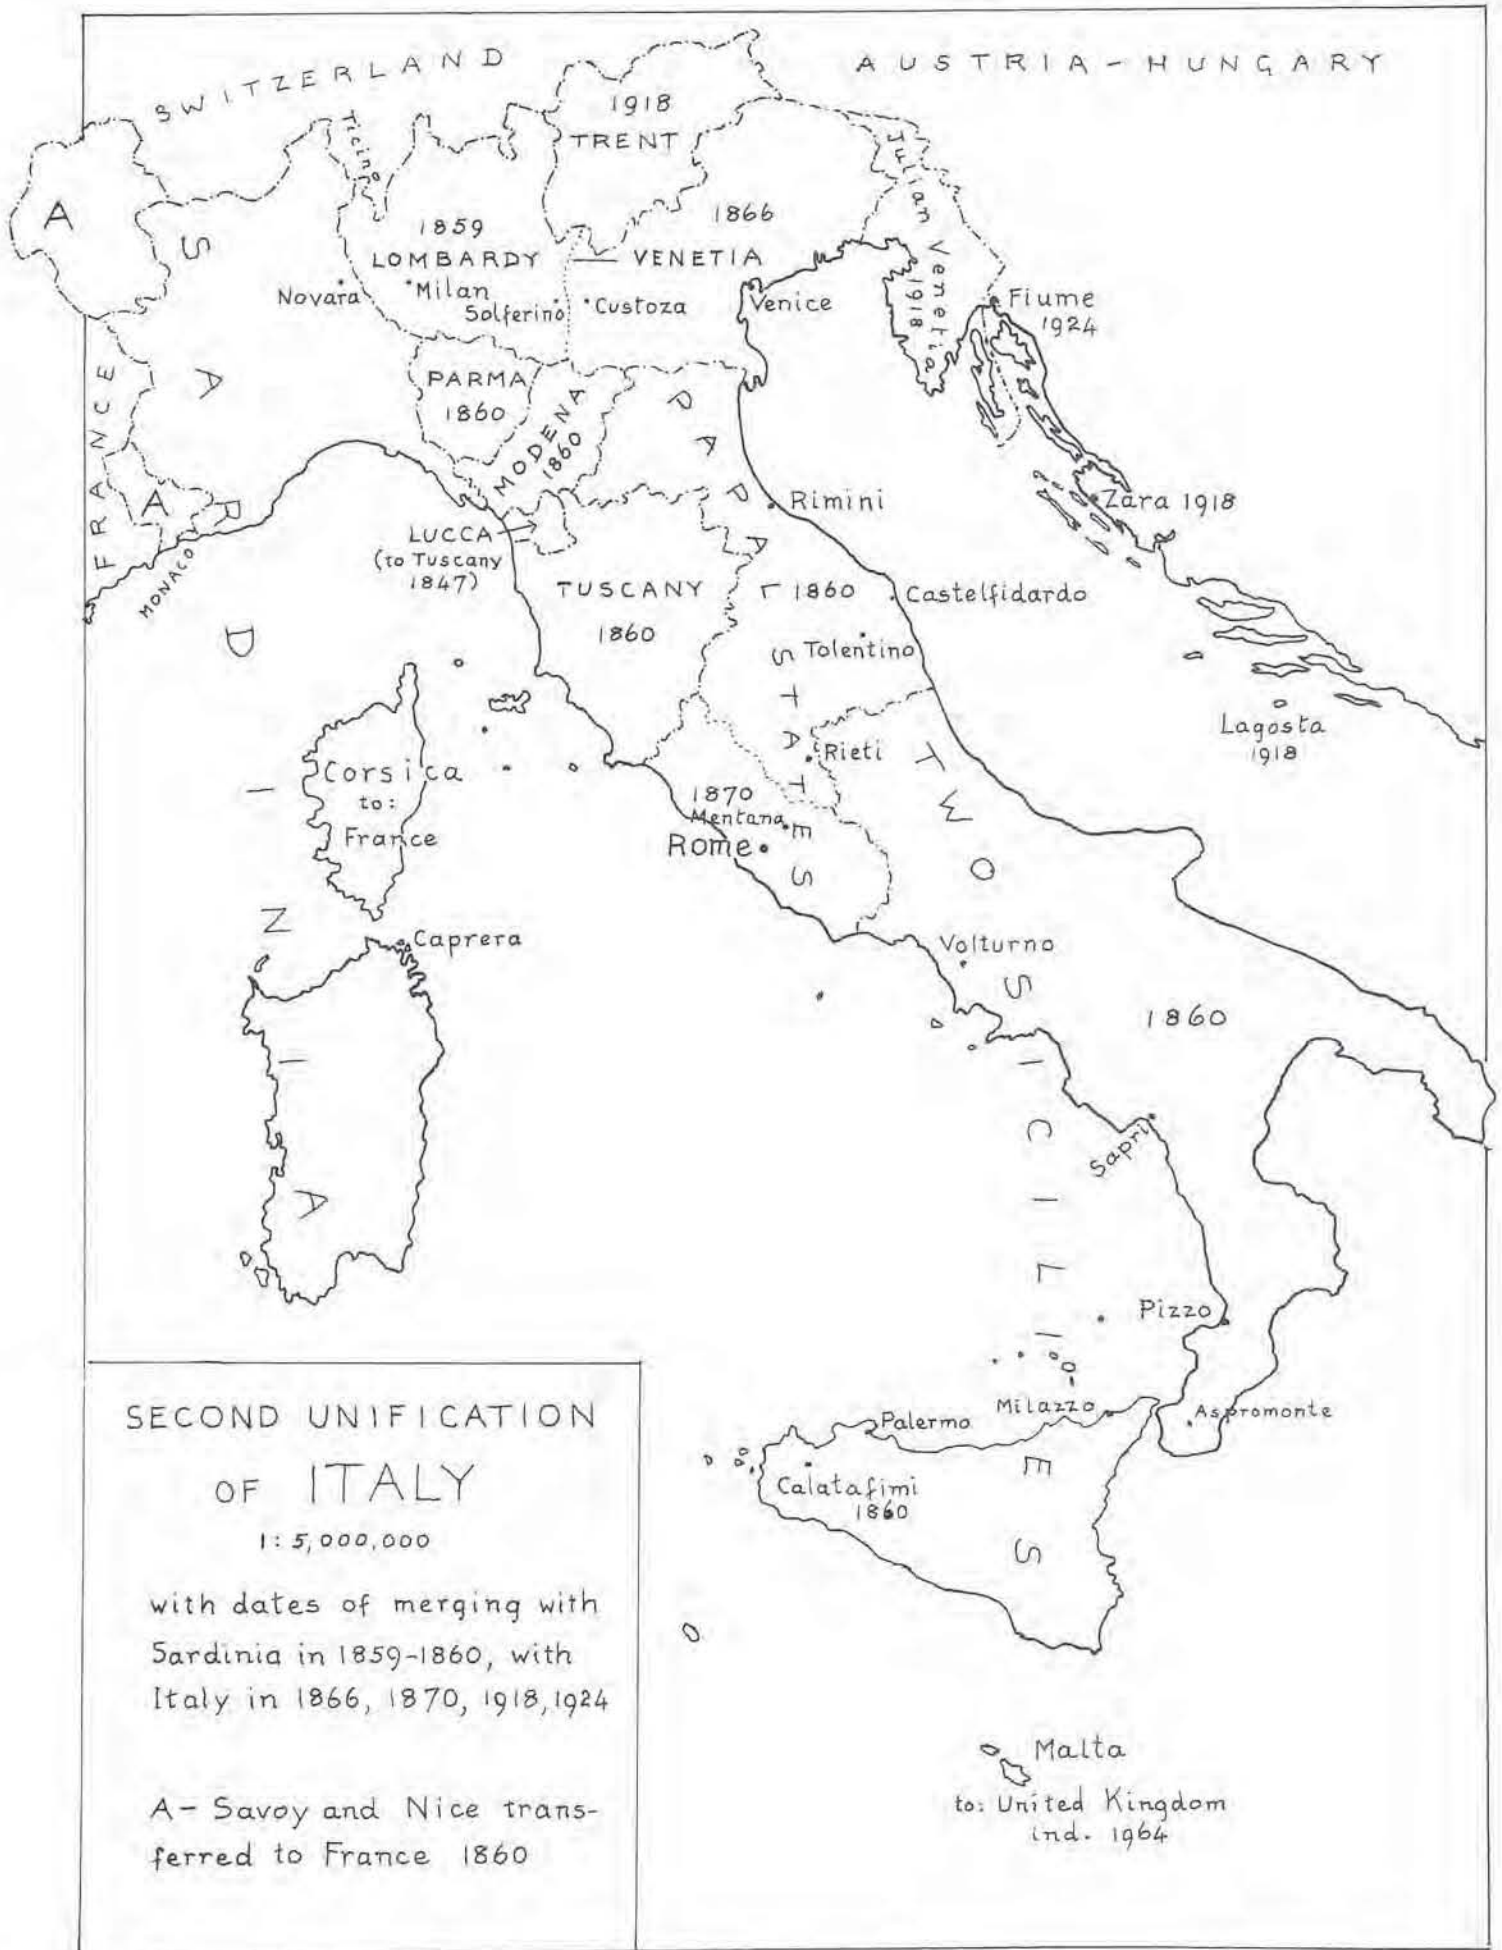 SWITZERLAND
AUSTRIA-HUNGARY
1918
TRENT
Ticino
Julian Venetia
1918
A
SARDINIA
1859
LOMBARDY — VENETIA
1866
Novara
Milan
Solferino
Custoza
Venice
Fiume
1924
FRANCE
PARMA
1860
MODENA
1860
PAPAL
STATES
A
Rimini
Zara 1918
LUCCA
(to Tuscany
1847)
MONACO
TUSCANY
1860
1860
Castelfidardo
Tolentino
Lagosta
1918
Rieti
Corsica
to:
France
1870
Mentana
Rome
TWO
SICILIES
Caprera
Volturno
1860
Sapri
Pizzo
Milazzo
Palermo
Aspromonte
Calatafimi
1860
Malta
to: United Kingdom
ind. 1964
SECOND UNIFICATION
OF ITALY
1:5,000,000
with dates of merging with
Sardinia in 1859-1860, with
Italy in 1866, 1870, 1918, 1924
A- Savoy and Nice trans-
ferred to France 1860